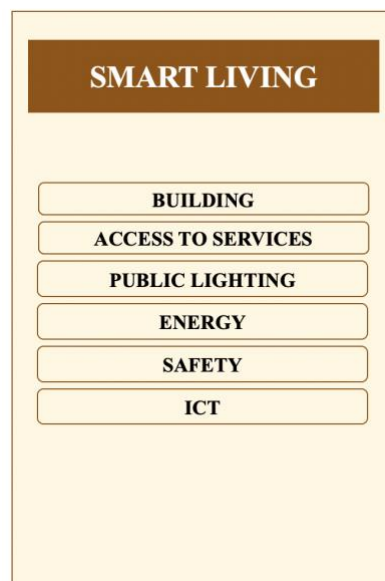 SMART LIVING
BUILDING
ACCESS TO SERVICES
PUBLIC LIGHTING
ENERGY
SAFETY
ICT